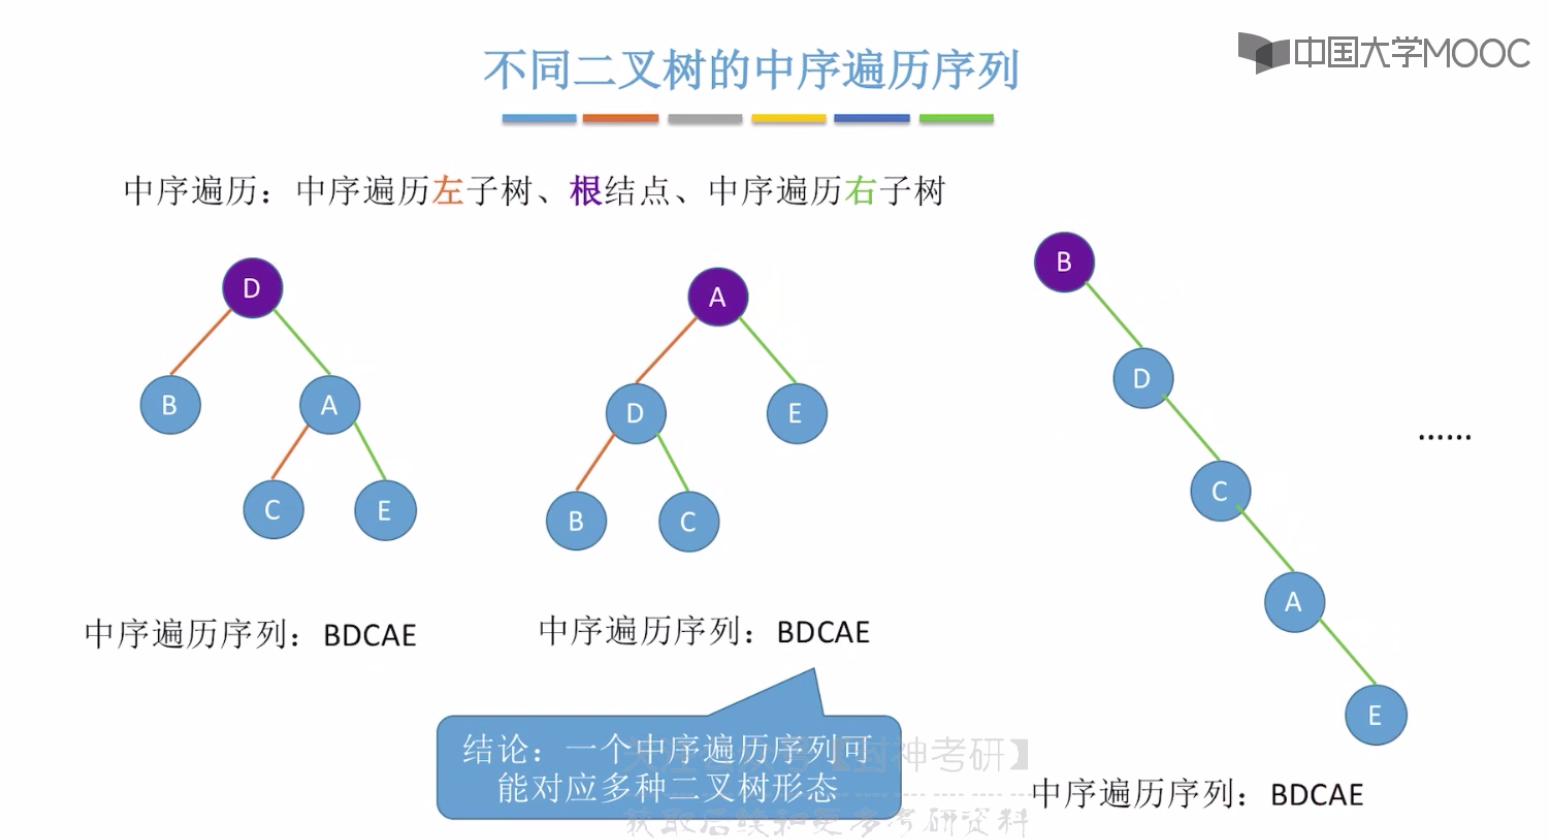 中国大学MOOC
不同二叉树的中序遍历序列
中序遍历：中序遍历左子树、根结点、中序遍历右子树
D
B
A
C
E
中序遍历序列：BDCAE
A
D
E
B
C
中序遍历序列：BDCAE
B
D
C
A
E
中序遍历序列：BDCAE
......
结论：一个中序遍历序列可
能对应多种二叉树形态
封神考研】
获取后续和更多考研资料